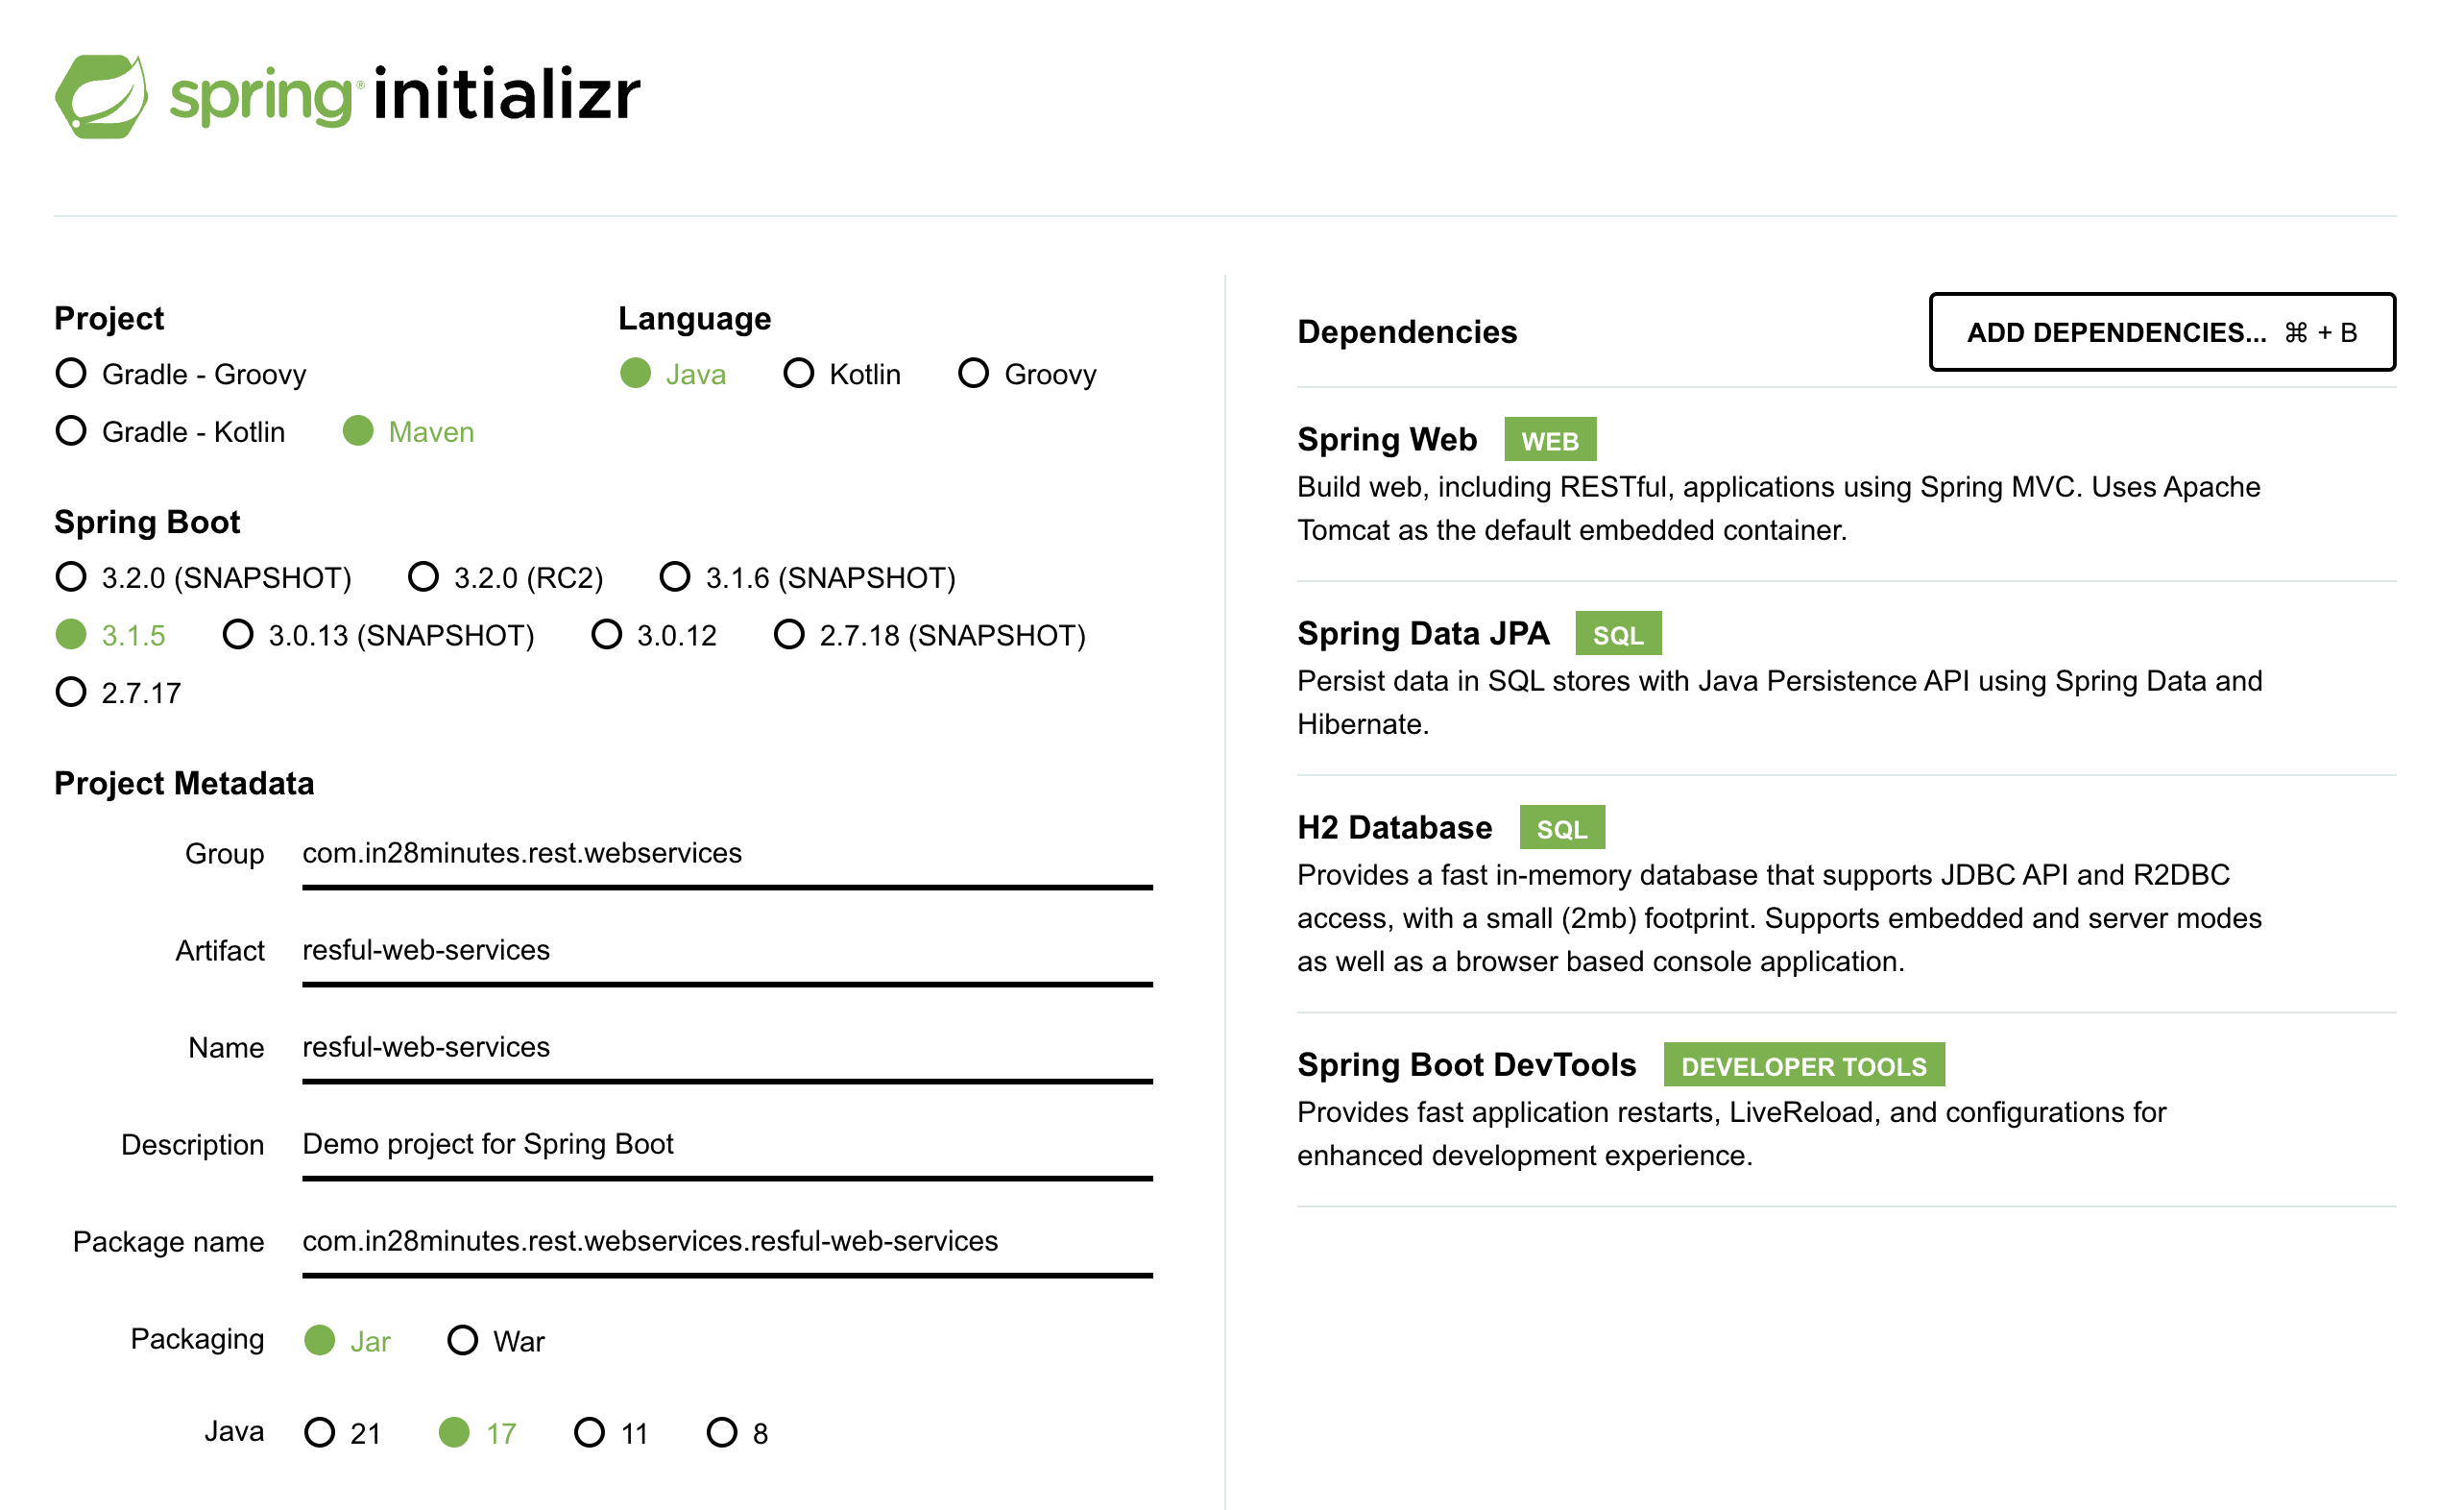 spring® initializr
Project
Gradle - Groovy
Gradle - Kotlin Maven
Language
Java Kotlin Groovy
Spring Boot
3.2.0 (SNAPSHOT) 3.2.0 (RC2) 3.1.6 (SNAPSHOT)
3.1.5 3.0.13 (SNAPSHOT) 3.0.12 2.7.18 (SNAPSHOT)
2.7.17
Project Metadata
Group com.in28minutes.rest.webservices
Artifact resful-web-services
Name resful-web-services
Description Demo project for Spring Boot
Package name com.in28minutes.rest.webservices.resful-web-services
Packaging Jar War
Java 21 17 11 8
Dependencies ADD DEPENDENCIES... ⌘ + B
Spring Web WEB
Build web, including RESTful, applications using Spring MVC. Uses Apache
Tomcat as the default embedded container.
Spring Data JPA SQL
Persist data in SQL stores with Java Persistence API using Spring Data and
Hibernate.
H2 Database SQL
Provides a fast in-memory database that supports JDBC API and R2DBC
access, with a small (2mb) footprint. Supports embedded and server modes
as well as a browser based console application.
Spring Boot DevTools DEVELOPER TOOLS
Provides fast application restarts, LiveReload, and configurations for
enhanced development experience.